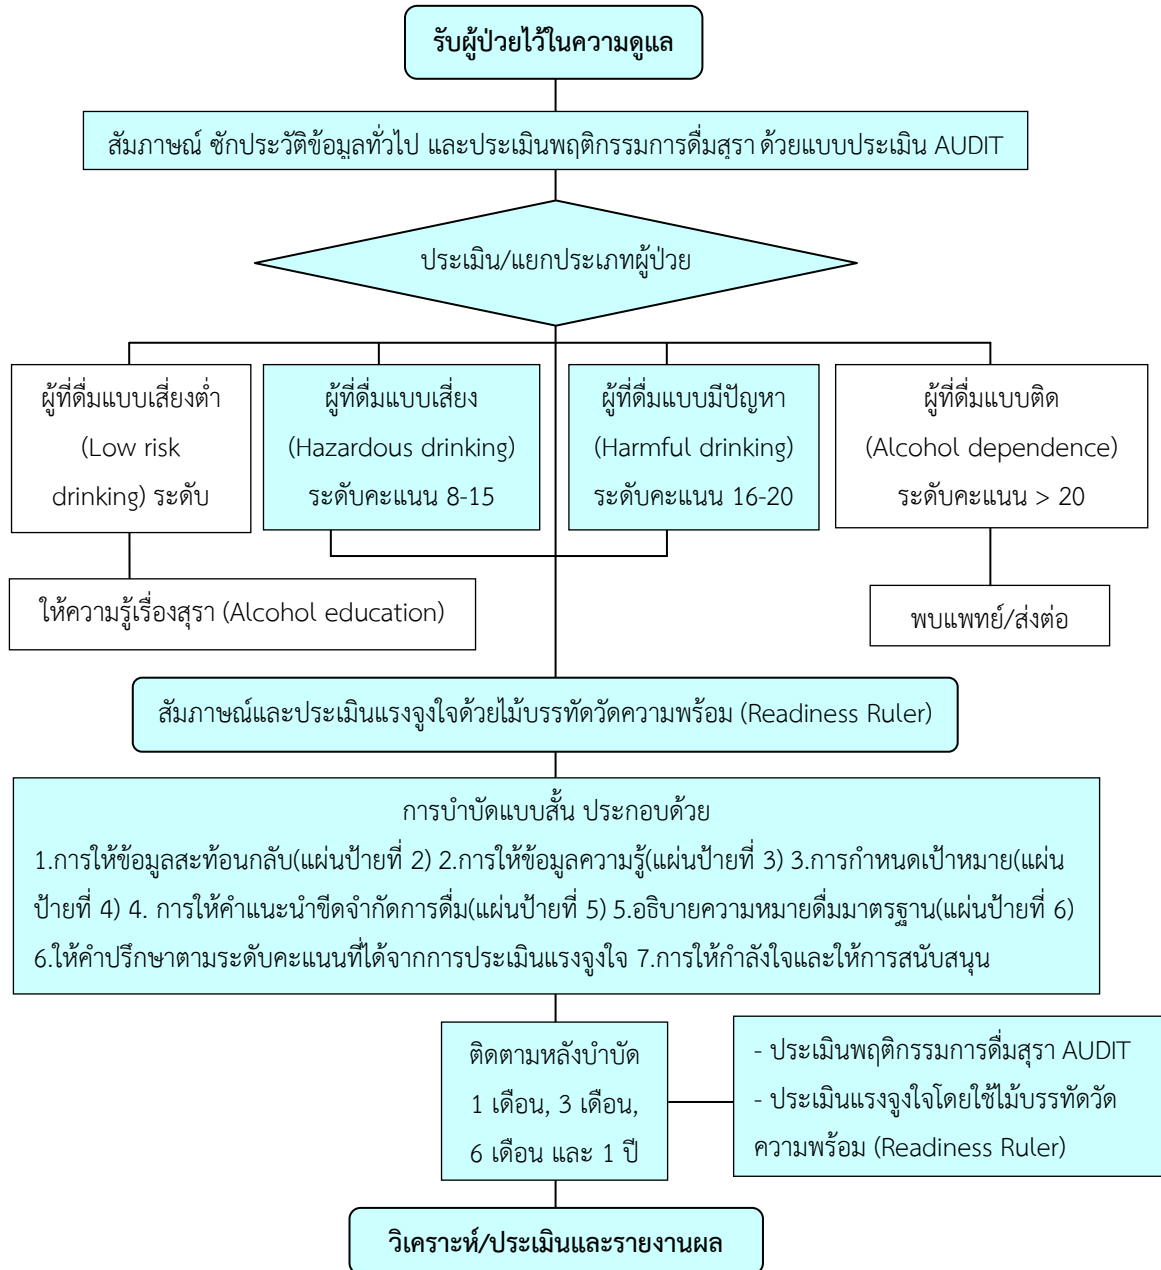 รับผู้ป่วยไว้ในความดูแล
สัมภาษณ์ ซักประวัติข้อมูลทั่วไป และประเมินพฤติกรรมการดื่มสุรา ด้วยแบบประเมิน AUDIT
ประเมิน/แยกประเภทผู้ป่วย
ผู้ที่ดื่มแบบเสี่ยงต่ำ
(Low risk
drinking) ระดับ
ผู้ที่ดื่มแบบเสี่ยง
(Hazardous drinking)
ระดับคะแนน 8-15
ผู้ที่ดื่มแบบมีปัญหา
(Harmful drinking)
ระดับคะแนน 16-20
ผู้ที่ดื่มแบบติด
(Alcohol dependence)
ระดับคะแนน > 20
ให้ความรู้เรื่องสุรา (Alcohol education)
พบแพทย์/ส่งต่อ
สัมภาษณ์และประเมินแรงจูงใจด้วยไม้บรรทัดวัดความพร้อม (Readiness Ruler)
การบำบัดแบบสั้น ประกอบด้วย
1.การให้ข้อมูลสะท้อนกลับ(แผ่นป้ายที่ 2) 2.การให้ข้อมูลความรู้(แผ่นป้ายที่ 3) 3.การกำหนดเป้าหมาย(แผ่น
ป้ายที่ 4) 4. การให้คำแนะนำขีดจำกัดการดื่ม(แผ่นป้ายที่ 5) 5.อธิบายความหมายดื่มมาตรฐาน(แผ่นป้ายที่ 6)
6.ให้คำปรึกษาตามระดับคะแนนที่ได้จากการประเมินแรงจูงใจ 7.การให้กำลังใจและให้การสนับสนุน
ติดตามหลังบำบัด
1 เดือน, 3 เดือน,
6 เดือน และ 1 ปี
- ประเมินพฤติกรรมการดื่มสุรา AUDIT
- ประเมินแรงจูงใจโดยใช้ไม้บรรทัดวัด
ความพร้อม (Readiness Ruler)
วิเคราะห์/ประเมินและรายงานผล